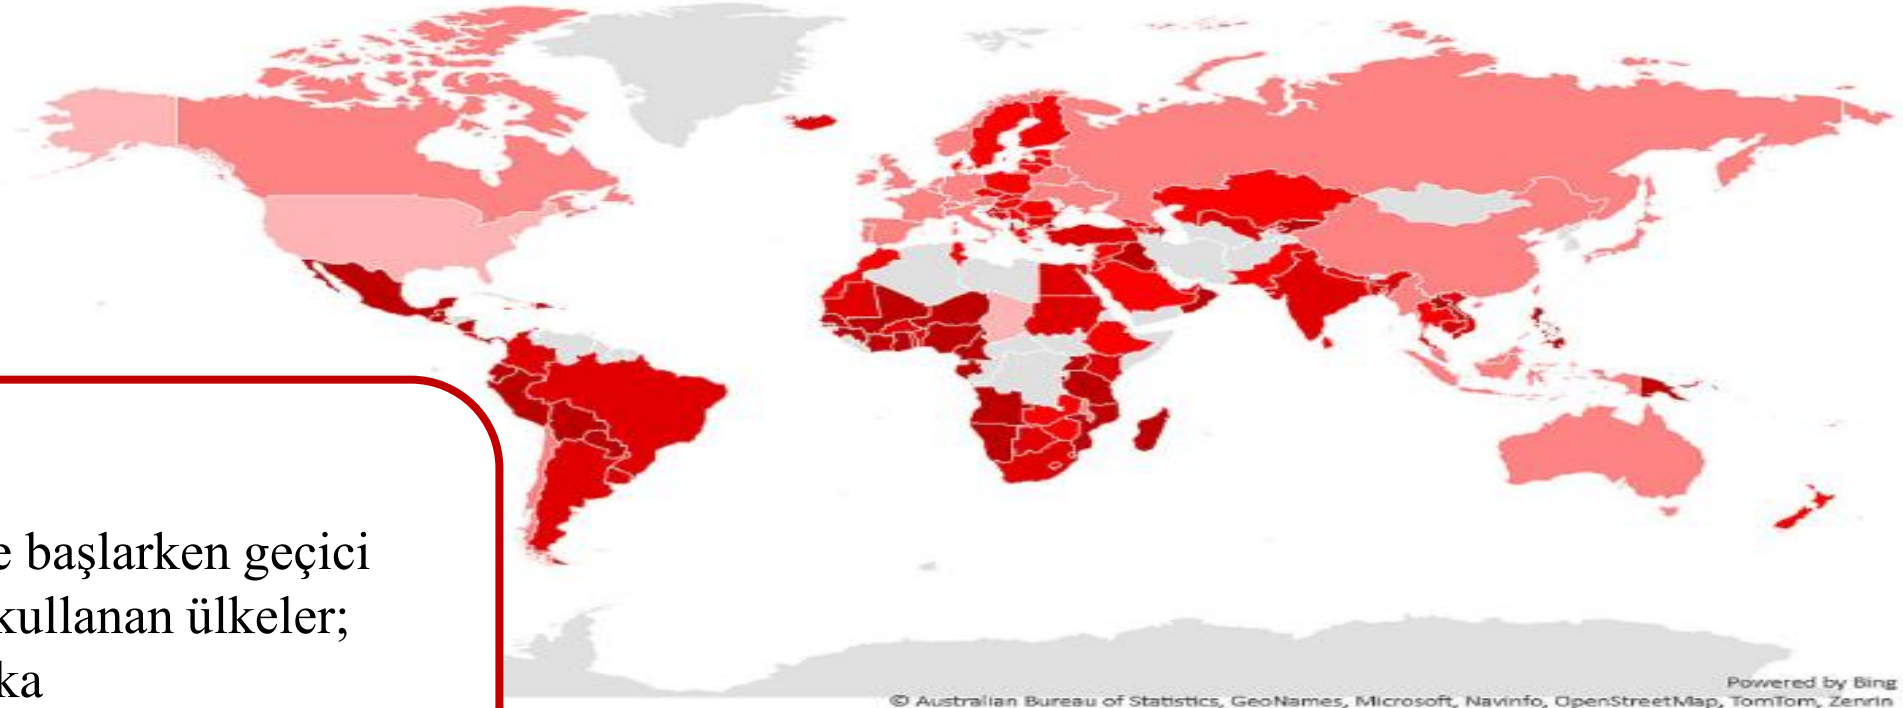 e başlarken geçici
kullanan ülkeler;
ka
Powered by Bing
© Australian Bureau of Statistics, GeoNames, Microsoft, Navinfo, OpenStreetMap, TomTom, Zenrin